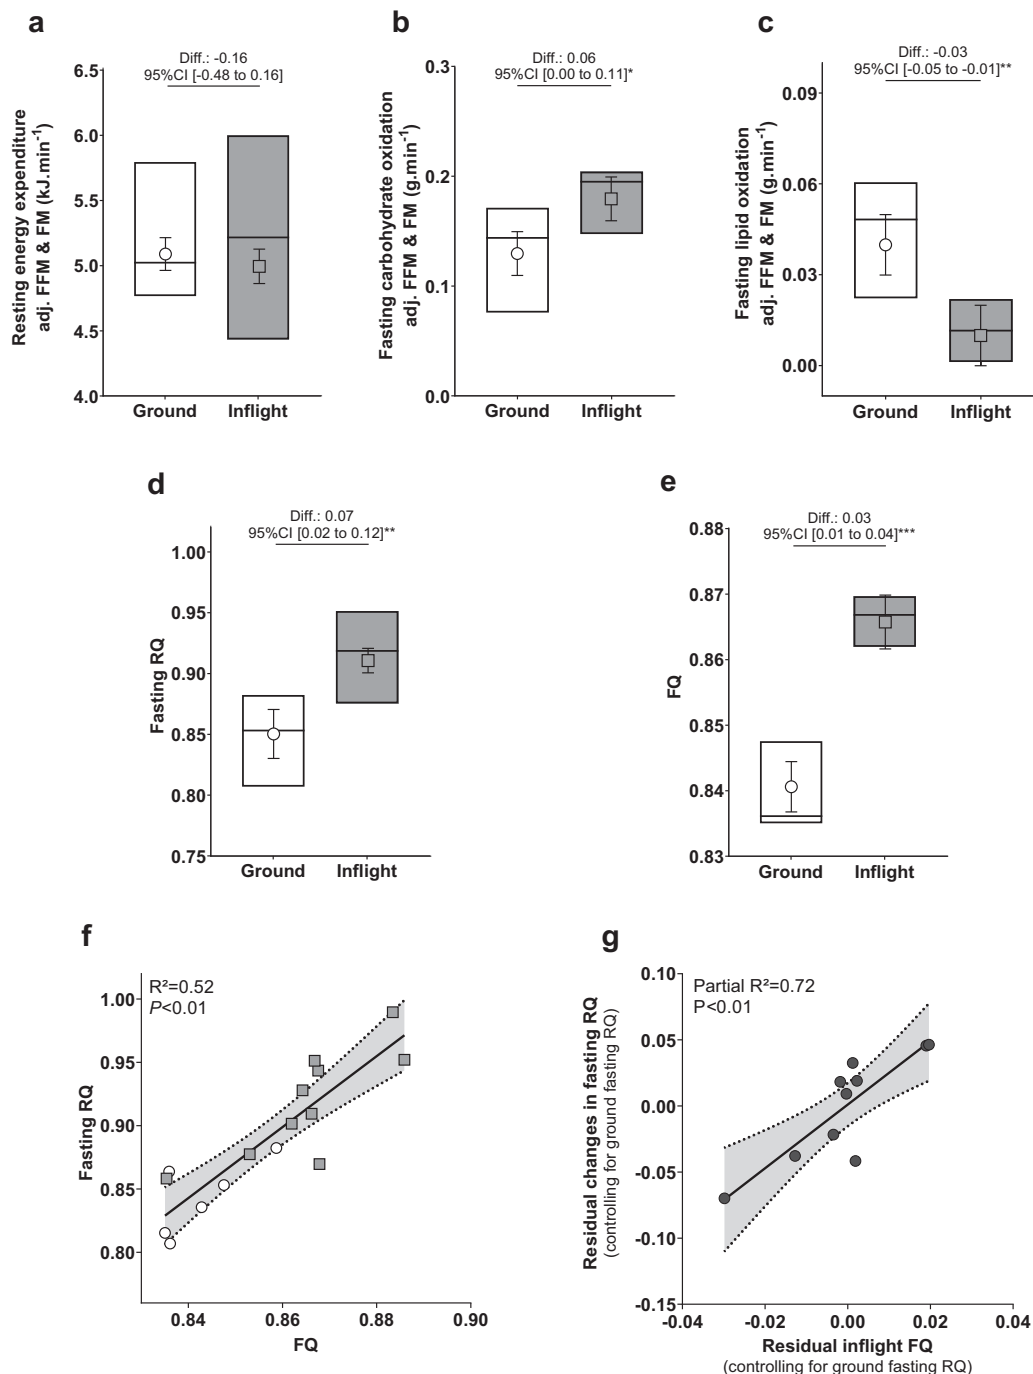 a
Diff.: -0.16
95%CI [-0.48 to 0.16]
Resting energy expenditure
adj. FFM & FM (kJ.min⁻¹)
6.5
6.0
5.5
5.0
4.5
4.0
Ground Inflight
b
Diff.: 0.06
95%CI [0.00 to 0.11]*
Fasting carbohydrate oxidation
adj. FFM & FM (g.min⁻¹)
0.3
0.2
0.1
0.0
Ground Inflight
c
Diff.: -0.03
95%CI [-0.05 to -0.01]**
Fasting lipid oxidation
adj. FFM & FM (g.min⁻¹)
0.09
0.06
0.03
0.00
Ground Inflight
d
Diff.: 0.07
95%CI [0.02 to 0.12]**
Fasting RQ
1.00
0.95
0.90
0.85
0.80
0.75
Ground Inflight
e
Diff.: 0.03
95%CI [0.01 to 0.04]***
FQ
0.88
0.87
0.86
0.85
0.84
0.83
Ground Inflight
f
R²=0.52
P<0.01
Fasting RQ
1.00
0.95
0.90
0.85
0.80
0.84 0.86 0.88 0.90
FQ
g
Partial R²=0.72
P<0.01
Residual changes in fasting RQ
(controlling for ground fasting RQ)
0.10
0.05
0.00
-0.05
-0.10
-0.15
-0.04 -0.02 0.00 0.02 0.04
Residual inflight FQ
(controlling for ground fasting RQ)